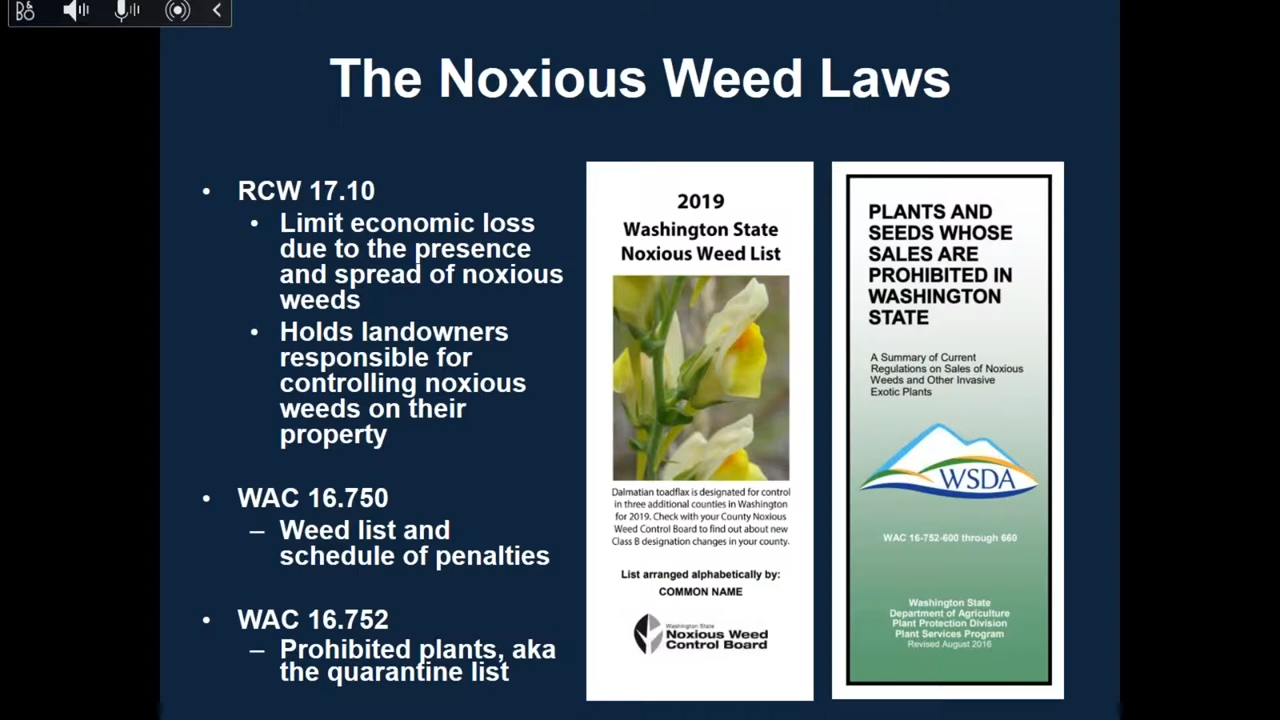 B&O
The Noxious Weed Laws
• RCW 17.10
• Limit economic loss
due to the presence
and spread of noxious
weeds
• Holds landowners
responsible for
controlling noxious
weeds on their
property
• WAC 16.750
– Weed list and
schedule of penalties
• WAC 16.752
– Prohibited plants, aka
the quarantine list
2019
Washington State
Noxious Weed List
Dalmatian toadflax is designated for control
in three additional counties in Washington
for 2019. Check with your County Noxious
Weed Control Board to find out about new
Class B designation changes in your county.
List arranged alphabetically by:
COMMON NAME
Washington State
Noxious Weed
Control Board
PLANTS AND
SEEDS WHOSE
SALES ARE
PROHIBITED IN
WASHINGTON
STATE
A Summary of Current
Regulations on Sales of Noxious
Weeds and Other Invasive
Exotic Plants
WSDA
WAC 16-752-600 through 660
Washington State
Department of Agriculture
Plant Protection Division
Plant Services Program
Revised August 2016